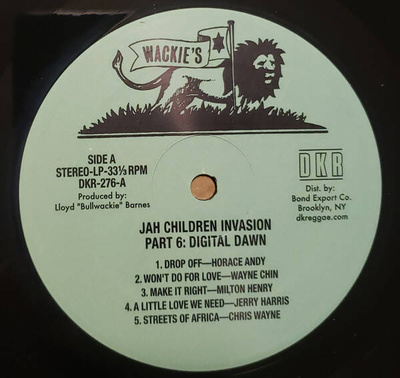 WACKIE'S
SIDE A
STEREO-LP-33⅓ RPM
DKR-276-A
Produced by:
Lloyd "Bullwackie" Barnes
DKR
Dist. by:
Bond Export Co.
Brooklyn, NY
dkreggae.com
JAH CHILDREN INVASION
PART 6: DIGITAL DAWN
1. DROP OFF—HORACE ANDY
2. WON'T DO FOR LOVE—WAYNE CHIN
3. MAKE IT RIGHT—MILTON HENRY
4. A LITTLE LOVE WE NEED—JERRY HARRIS
5. STREETS OF AFRICA—CHRIS WAYNE